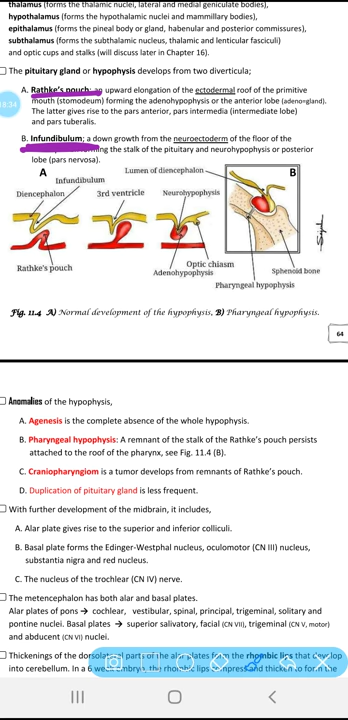 thalamus (forms the thalamic nuclei, lateral and medial geniculate bodies),
hypothalamus (forms the hypothalamic nuclei and mammillary bodies),
epithalamus (forms the pineal body or gland, habenular and posterior commissures),
subthalamus (forms the subthalamic nucleus, thalamic and lenticular fasciculi)
and optic cups and stalks (will discuss later in Chapter 16).
The pituitary gland or hypophysis develops from two diverticula;
A. Rathke's pouch; an upward elongation of the ectodermal roof of the primitive
mouth (stomodeum) forming the adenohypophysis or the anterior lobe (adeno=gland).
The latter gives rise to the pars anterior, pars intermedia (intermediate lobe)
and pars tuberalis.
B. Infundibulum; a down growth from the neuroectoderm of the floor of the
the stalk of the pituitary and neurohypophysis or posterior
lobe (pars nervosa).
A
Lumen of diencephalon
B
Infundibulum
Diencephalon
3rd ventricle
Neurohypophysis
Rathke's pouch
Optic chiasm
Adenohypophysis
Sphenoid bone
Pharyngeal hypophysis
Fig. 11.4 A) Normal development of the hypophysis, B) Pharyngeal hypophysis.
64
Anomalies of the hypophysis,
A. Agenesis is the complete absence of the whole hypophysis.
B. Pharyngeal hypophysis: A remnant of the stalk of the Rathke's pouch persists
attached to the roof of the pharynx, see Fig. 11.4 (B).
C. Craniopharyngiom is a tumor develops from remnants of Rathke's pouch.
D. Duplication of pituitary gland is less frequent.
With further development of the midbrain, it includes,
A. Alar plate gives rise to the superior and inferior colliculi.
B. Basal plate forms the Edinger-Westphal nucleus, oculomotor (CN III) nucleus,
substantia nigra and red nucleus.
C. The nucleus of the trochlear (CN IV) nerve.
The metencephalon has both alar and basal plates.
Alar plates of pons → cochlear, vestibular, spinal, principal, trigeminal, solitary and
pontine nuclei. Basal plates → superior salivatory, facial (CN VII), trigeminal (CN V, motor)
and abducent (CN VI) nuclei.
Thickenings of the dorsolateral part of the alar plates form the rhombic lips that develop
into cerebellum. In a 6 week embryo, the rhombic lips compress and thicken to form the